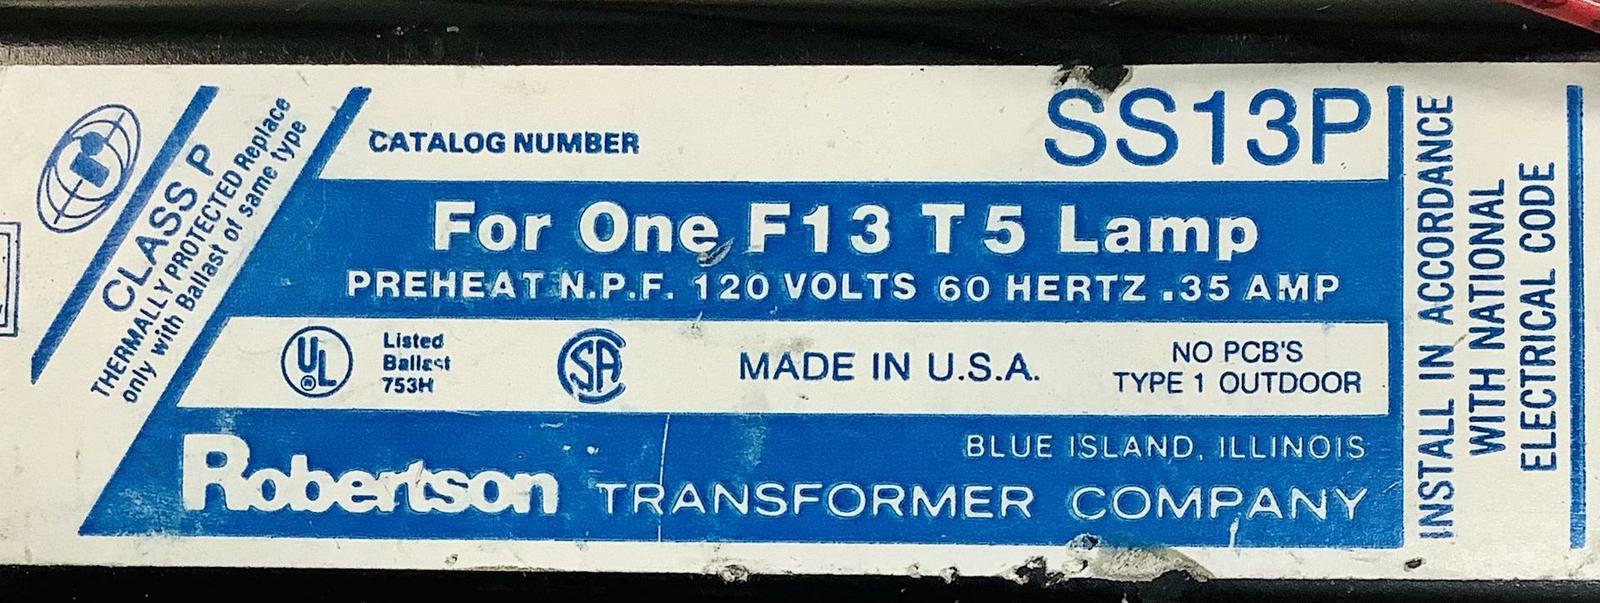 CLASS P
THERMALLY PROTECTED Replace
only with Ballast of same type
CATALOG NUMBER
SS13P
For One F13 T5 Lamp
PREHEAT N.P.F. 120 VOLTS 60 HERTZ .35 AMP
UL
®
Listed
Ballast
753H
SA
MADE IN U.S.A.
NO PCB'S
TYPE 1 OUTDOOR
BLUE ISLAND, ILLINOIS
Robertson TRANSFORMER COMPANY
INSTALL IN ACCORDANCE
WITH NATIONAL
ELECTRICAL CODE